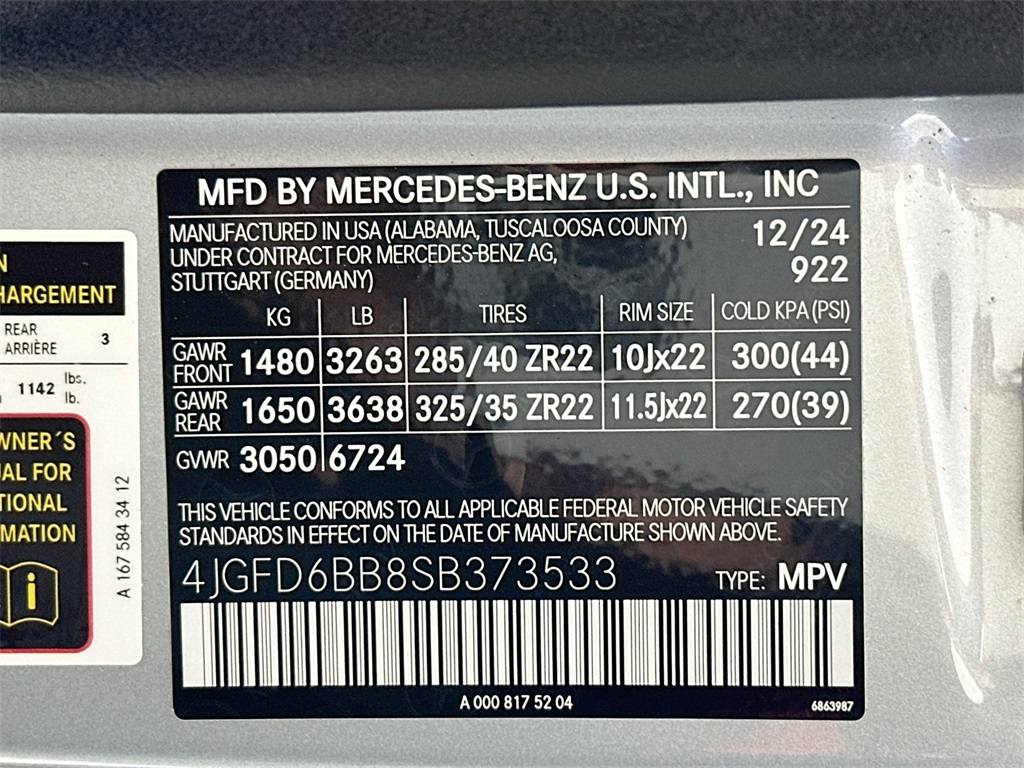 MFD BY MERCEDES-BENZ U.S. INTL., INC
MANUFACTURED IN USA (ALABAMA, TUSCALOOSA COUNTY)
UNDER CONTRACT FOR MERCEDES-BENZ AG,
STUTTGART (GERMANY)
12/24
922
KG LB TIRES RIM SIZE COLD KPA (PSI)
GAWR FRONT 1480 3263 285/40 ZR22 10Jx22 300(44)
GAWR REAR 1650 3638 325/35 ZR22 11.5Jx22 270(39)
GVWR 3050 6724
THIS VEHICLE CONFORMS TO ALL APPLICABLE FEDERAL MOTOR VEHICLE SAFETY
STANDARDS IN EFFECT ON THE DATE OF MANUFACTURE SHOWN ABOVE.
4JGFD6BB8SB373533 TYPE: MPV
A 000 817 52 04
6863987
N
HARGEMENT
REAR
ARRIÈRE 3
1142 lbs.
lb.
WNER´S
UAL FOR
TIONAL
MATION
i
A 167 584 34 12